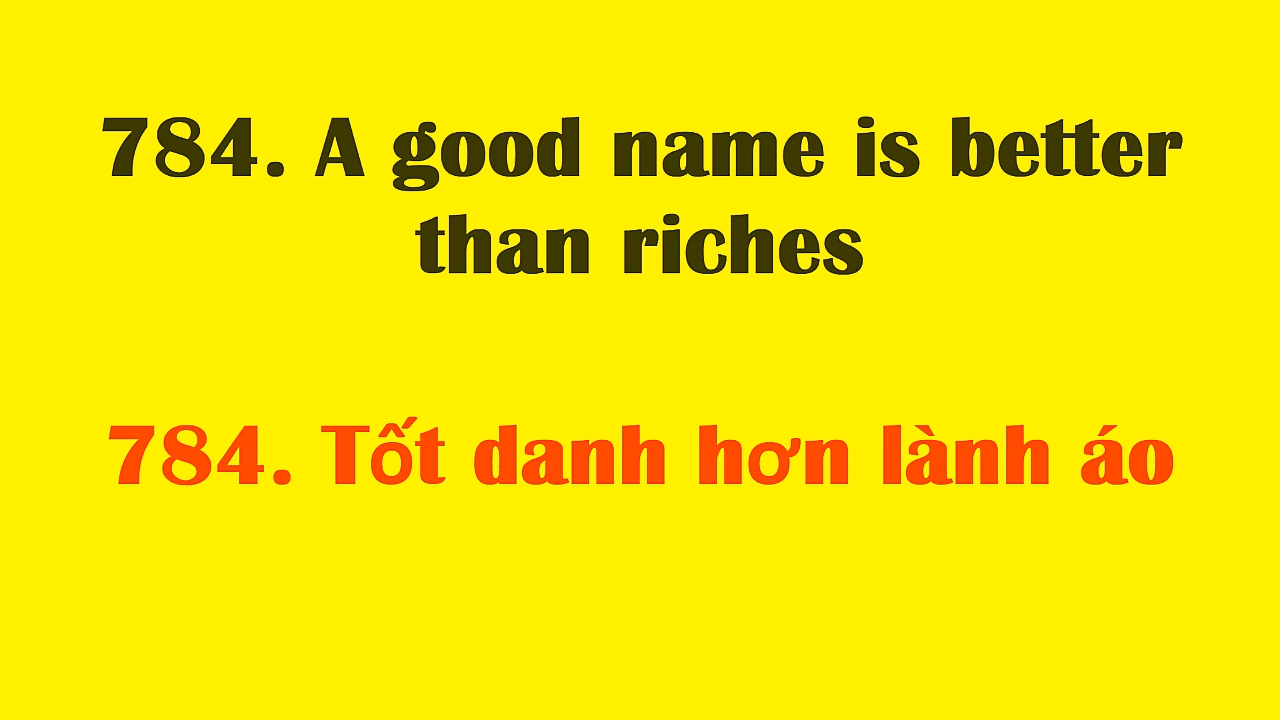 784. A good name is better
than riches
784. Tốt danh hơn lành áo